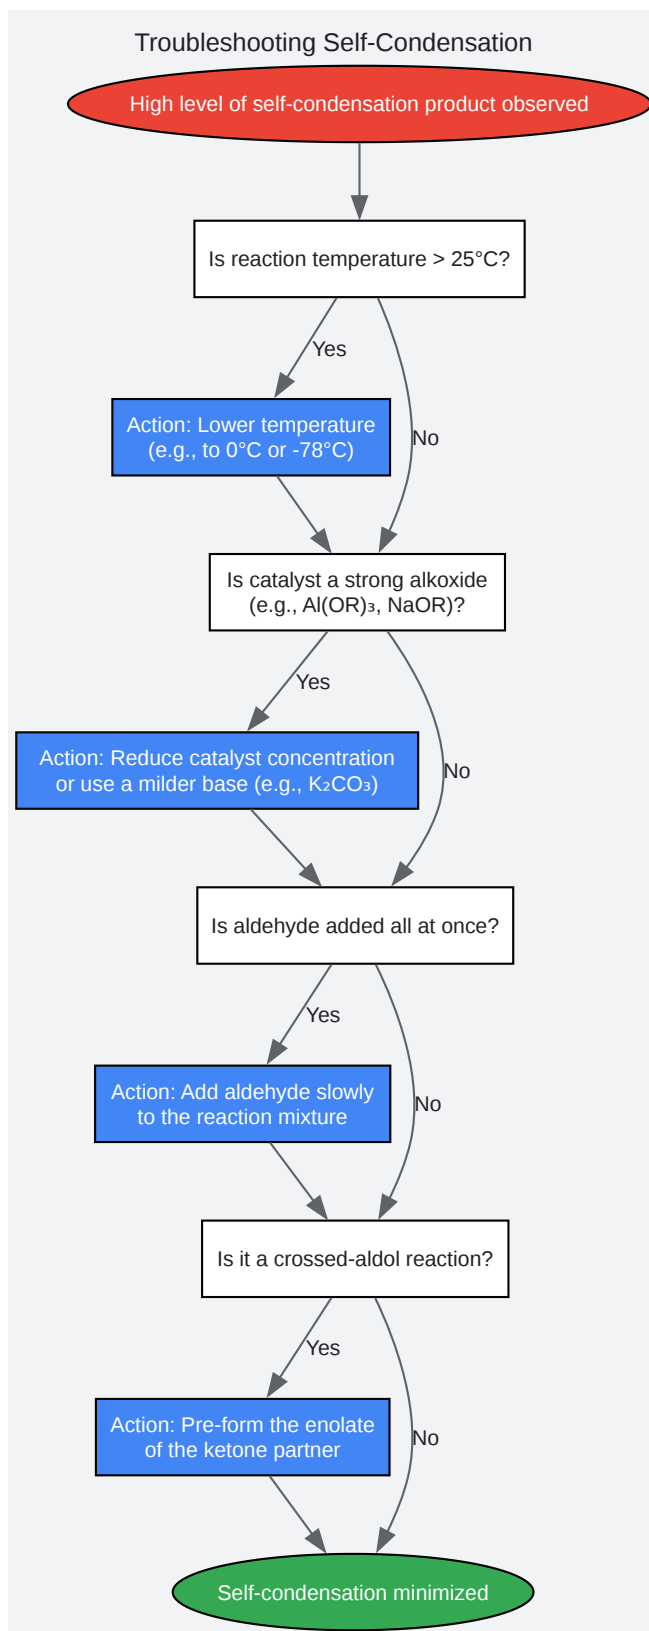 Troubleshooting Self-Condensation
High level of self-condensation product observed
Is reaction temperature > 25°C?
Yes
Action: Lower temperature
(e.g., to 0°C or -78°C)
No
Is catalyst a strong alkoxide
(e.g., Al(OR)₃, NaOR)?
Yes
Action: Reduce catalyst concentration
or use a milder base (e.g., K₂CO₃)
No
Is aldehyde added all at once?
Yes
Action: Add aldehyde slowly
to the reaction mixture
No
Is it a crossed-aldol reaction?
Yes
Action: Pre-form the enolate
of the ketone partner
No
Self-condensation minimized